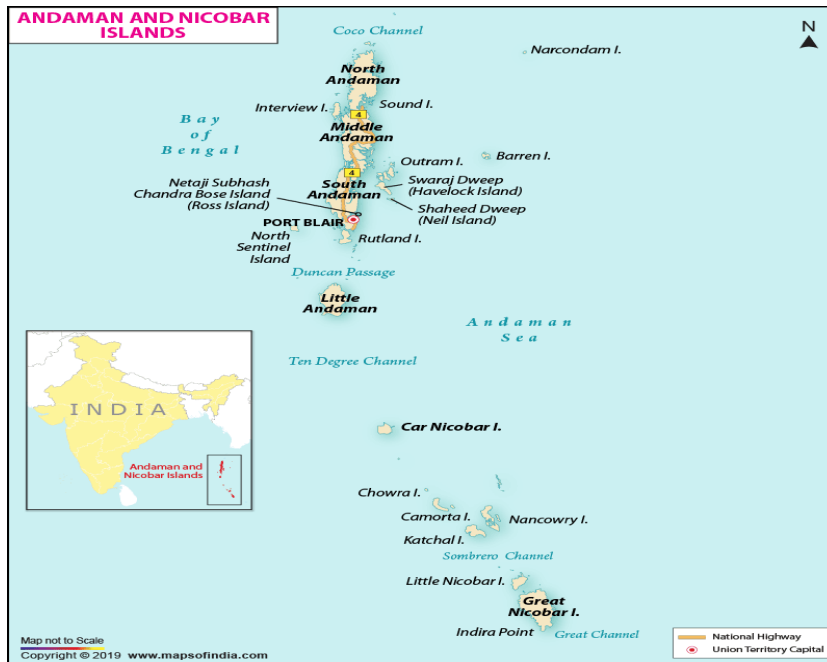 ANDAMAN AND NICOBAR
ISLANDS
N
Coco Channel
Narcondam I.
North
Andaman
Interview I.
Sound I.
4
Bay
of
Bengal
Middle
Andaman
Outram I.
Barren I.
4
Swaraj Dweep
(Havelock Island)
South
Andaman
Netaji Subhash
Chandra Bose Island
(Ross Island)
Shaheed Dweep
(Neil Island)
PORT BLAIR
North
Sentinel
Island
Rutland I.
Duncan Passage
Little
Andaman
Andaman
Sea
Ten Degree Channel
INDIA
Andaman and
Nicobar Islands
Car Nicobar I.
Chowra I.
Camorta I.
Nancowry I.
Katchal I.
Sombrero Channel
Little Nicobar I.
Great
Nicobar I.
Indira Point
Great Channel
National Highway
Union Territory Capital
Map not to Scale
Copyright © 2019 www.mapsofindia.com